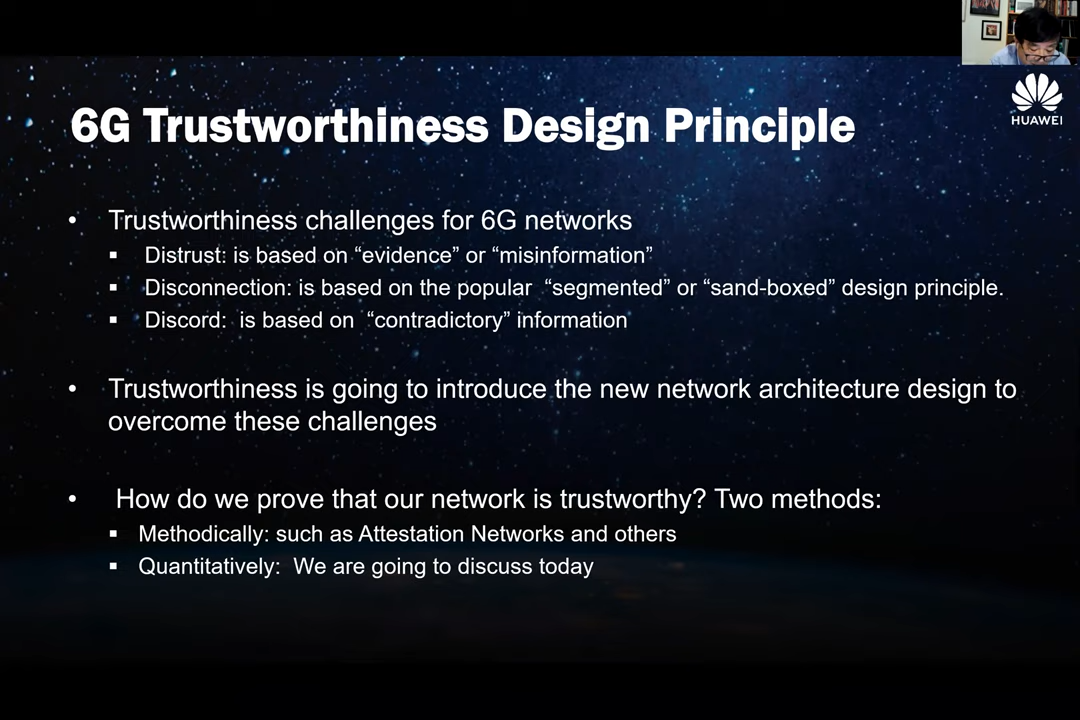 HUAWEI
6G Trustworthiness Design Principle
• Trustworthiness challenges for 6G networks
▪ Distrust: is based on “evidence” or “misinformation”
▪ Disconnection: is based on the popular “segmented” or “sand-boxed” design principle.
▪ Discord: is based on “contradictory” information
• Trustworthiness is going to introduce the new network architecture design to
overcome these challenges
• How do we prove that our network is trustworthy? Two methods:
▪ Methodically: such as Attestation Networks and others
▪ Quantitatively: We are going to discuss today